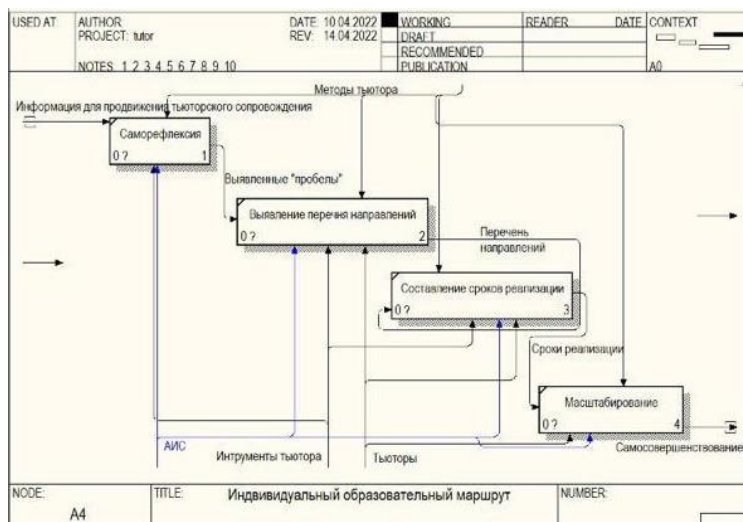 USED AT:
AUTHOR:
DATE: 10.04.2022
WORKING
READER
DATE
CONTEXT
PROJECT: tutor
REV: 14.04.2022
DRAFT
RECOMMENDED
NOTES 1 2 3 4 5 6 7 8 9 10
PUBLICATION
A0
Методы тьютора
Информация для продвижения тьюторского сопровождения
Саморефлексия
0 ?
1
Выявленные "пробелы"
Выявление перечня направлений
0 ?
2
Перечень
направлений
Составление сроков реализации
0 ?
3
Сроки реализации
Масштабирование
0 ?
4
АИС
Интрументы тьютора
Тьюторы
Самосовершенствование
NODE:
TITLE:
Индвивидуальный образовательный маршрут
NUMBER:
A4